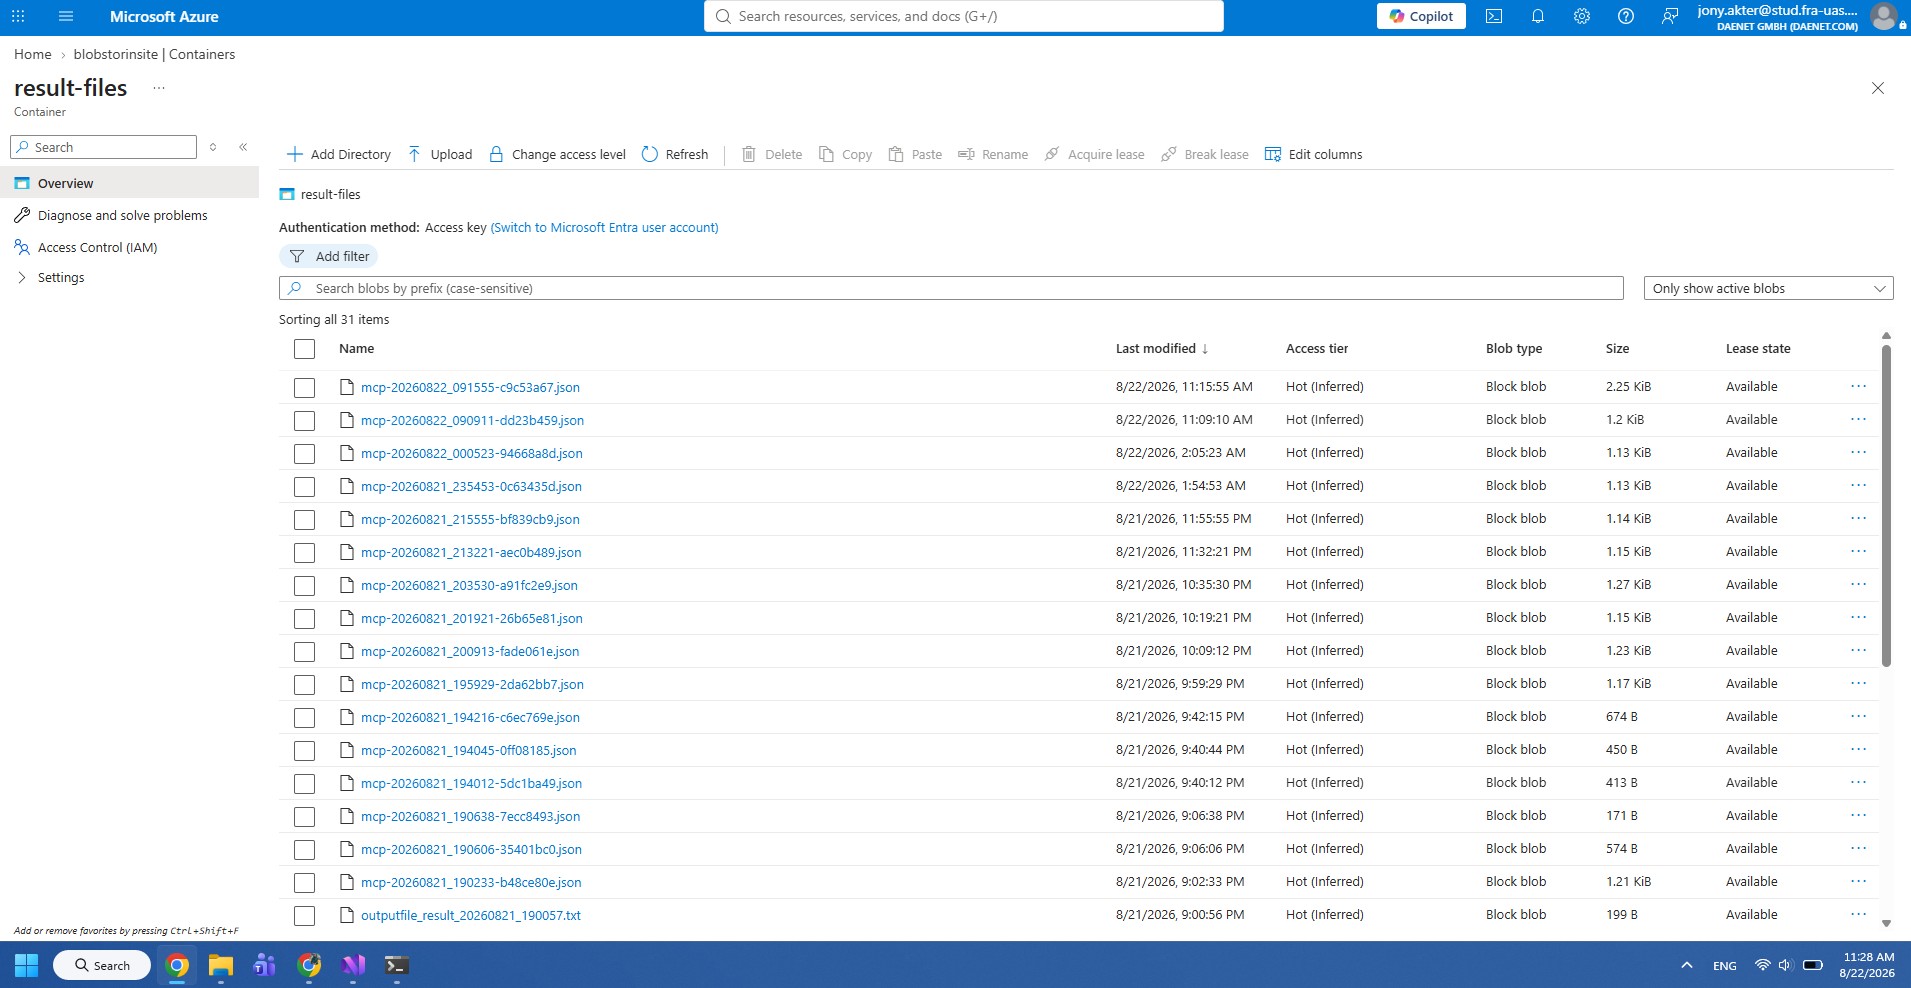 Microsoft Azure
Search resources, services, and docs (G+/)
Copilot
jony.akter@stud.fra-uas....
DAENET GMBH (DAENET.COM)
Home > blobstorinsite | Containers
result-files ...
Container
Search
Overview
Diagnose and solve problems
Access Control (IAM)
Settings
Add or remove favorites by pressing Ctrl+Shift+F
Add Directory Upload Change access level Refresh Delete Copy Paste Rename Acquire lease Break lease Edit columns
result-files
Authentication method: Access key (Switch to Microsoft Entra user account)
Add filter
Search blobs by prefix (case-sensitive)
Only show active blobs
Sorting all 31 items
Name Last modified ↓ Access tier Blob type Size Lease state
mcp-20260822_091555-c9c53a67.json 8/22/2026, 11:15:55 AM Hot (Inferred) Block blob 2.25 KiB Available ...
mcp-20260822_090911-dd23b459.json 8/22/2026, 11:09:10 AM Hot (Inferred) Block blob 1.2 KiB Available ...
mcp-20260822_000523-94668a8d.json 8/22/2026, 2:05:23 AM Hot (Inferred) Block blob 1.13 KiB Available ...
mcp-20260821_235453-0c63435d.json 8/22/2026, 1:54:53 AM Hot (Inferred) Block blob 1.13 KiB Available ...
mcp-20260821_215555-bf839cb9.json 8/21/2026, 11:55:55 PM Hot (Inferred) Block blob 1.14 KiB Available ...
mcp-20260821_213221-aec0b489.json 8/21/2026, 11:32:21 PM Hot (Inferred) Block blob 1.15 KiB Available ...
mcp-20260821_203530-a91fc2e9.json 8/21/2026, 10:35:30 PM Hot (Inferred) Block blob 1.27 KiB Available ...
mcp-20260821_201921-26b65e81.json 8/21/2026, 10:19:21 PM Hot (Inferred) Block blob 1.15 KiB Available ...
mcp-20260821_200913-fade061e.json 8/21/2026, 10:09:12 PM Hot (Inferred) Block blob 1.23 KiB Available ...
mcp-20260821_195929-2da62bb7.json 8/21/2026, 9:59:29 PM Hot (Inferred) Block blob 1.17 KiB Available ...
mcp-20260821_194216-c6ec769e.json 8/21/2026, 9:42:15 PM Hot (Inferred) Block blob 674 B Available ...
mcp-20260821_194045-0ff08185.json 8/21/2026, 9:40:44 PM Hot (Inferred) Block blob 450 B Available ...
mcp-20260821_194012-5dc1ba49.json 8/21/2026, 9:40:12 PM Hot (Inferred) Block blob 413 B Available ...
mcp-20260821_190638-7ecc8493.json 8/21/2026, 9:06:38 PM Hot (Inferred) Block blob 171 B Available ...
mcp-20260821_190606-35401bc0.json 8/21/2026, 9:06:06 PM Hot (Inferred) Block blob 574 B Available ...
mcp-20260821_190233-b48ce80e.json 8/21/2026, 9:02:33 PM Hot (Inferred) Block blob 1.21 KiB Available ...
outputfile_result_20260821_190057.txt 8/21/2026, 9:00:56 PM Hot (Inferred) Block blob 199 B Available ...
Search
ENG
11:28 AM
8/22/2026